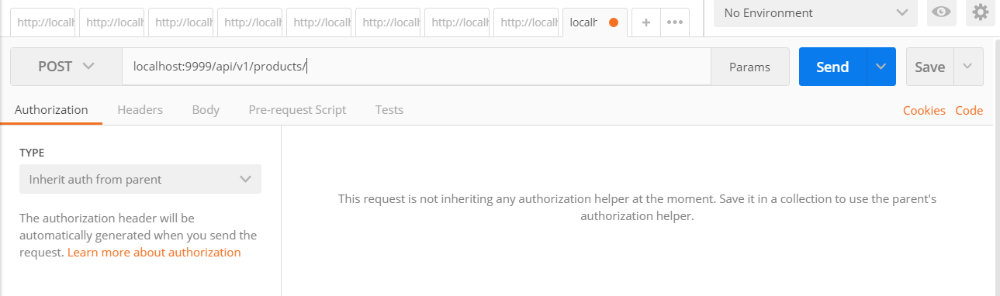 http://localh http://localh http://localh http://localh http://localh http://localh http://localh http://localh localh + ••• No Environment
POST localhost:9999/api/v1/products/ Params Send Save
Authorization Headers Body Pre-request Script Tests Cookies Code
TYPE
Inherit auth from parent
The authorization header will be
automatically generated when you send the
request. Learn more about authorization
This request is not inheriting any authorization helper at the moment. Save it in a collection to use the parent's
authorization helper.